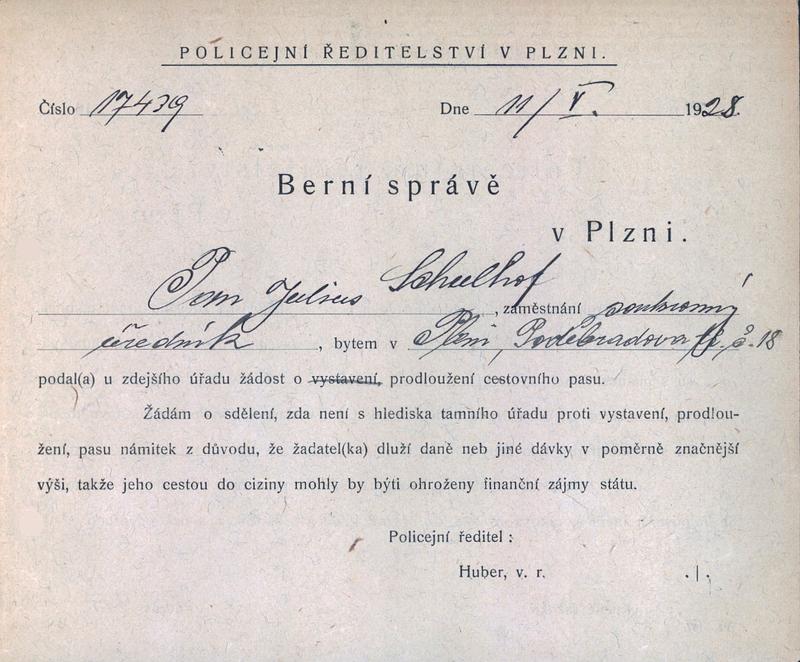 POLICEJNÍ ŘEDITELSTVÍ V PLZNI.
Číslo 17439 Dne 11/V. 1928.
Berní správě
v Plzni.
Pan Julius Schulhof, zaměstnání soukromný
úředník, bytem v Plzni, Poděbradova č. 18
podal(a) u zdejšího úřadu žádost o vystavení, prodloužení cestovního pasu.
Žádám o sdělení, zda není s hlediska tamního úřadu proti vystavení, prodlou-
žení, pasu námitek z důvodu, že žadatel(ka) dluží daně neb jiné dávky v poměrně značnější
výši, takže jeho cestou do ciziny mohly by býti ohroženy finanční zájmy státu.
Policejní ředitel :
Huber, v. r.